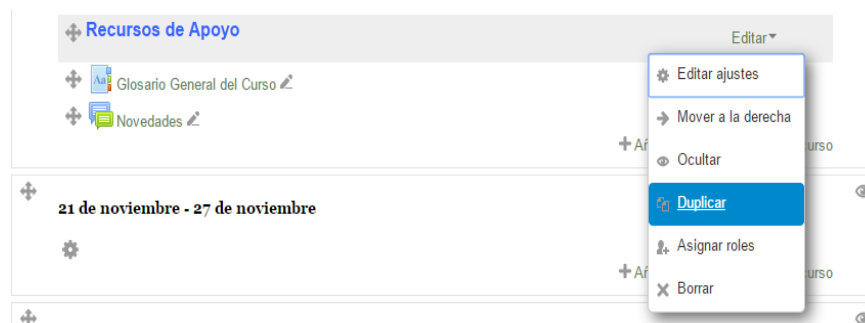 Recursos de Apoyo
Editar
Glosario General del Curso
Novedades
Editar ajustes
Mover a la derecha
Ocultar
Duplicar
Asignar roles
Borrar
21 de noviembre - 27 de noviembre